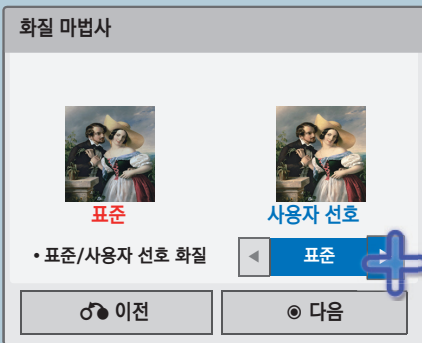 화질 마법사
표준 사용자 선호
• 표준/사용자 선호 화질 ◀ 표준 ▶
이전 ◉ 다음